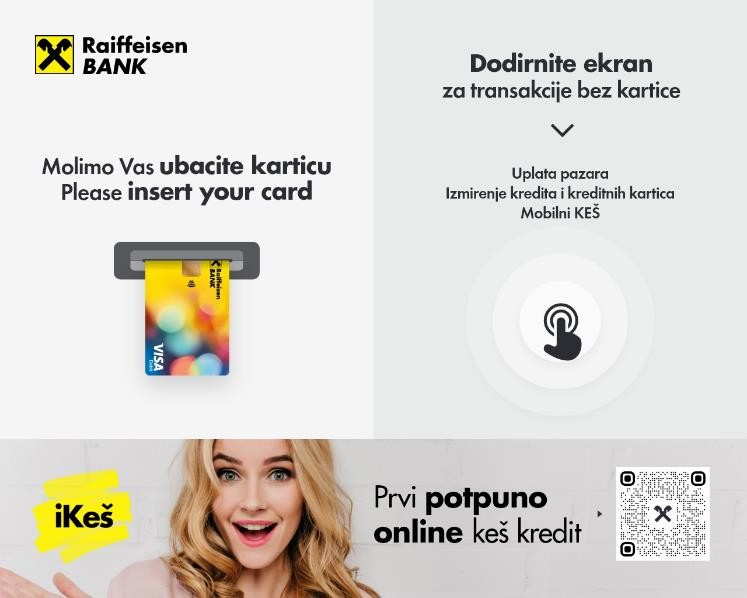 Raiffeisen
BANK
Molimo Vas ubacite karticu
Please insert your card
Raiffeisen
BANK
VISA
Debit
Dodirnite ekran
za transakcije bez kartice
Uplata pazara
Izmirenje kredita i kreditnih kartica
Mobilni KEŠ
iKeš
Prvi potpuno
online keš kredit